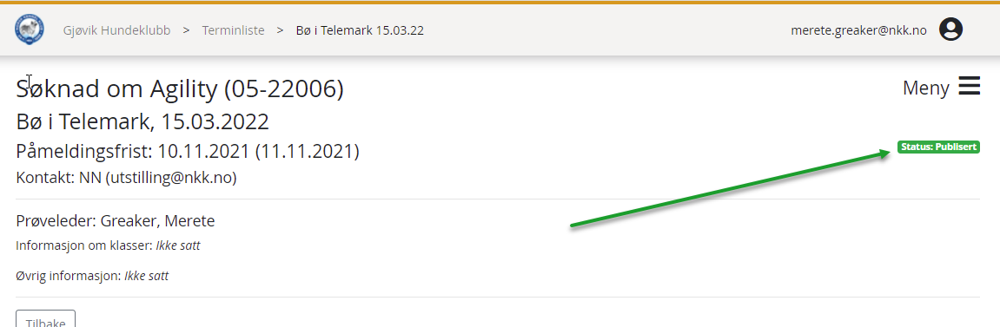 Gjøvik Hundeklubb > Terminliste > Bø i Telemark 15.03.22 merete.greaker@nkk.no
Søknad om Agility (05-22006)
Meny
Bø i Telemark, 15.03.2022
Påmeldingsfrist: 10.11.2021 (11.11.2021)
Status: Publisert
Kontakt: NN (utstilling@nkk.no)
Prøveleder: Greaker, Merete
Informasjon om klasser: Ikke satt
Øvrig informasjon: Ikke satt
Tilbake